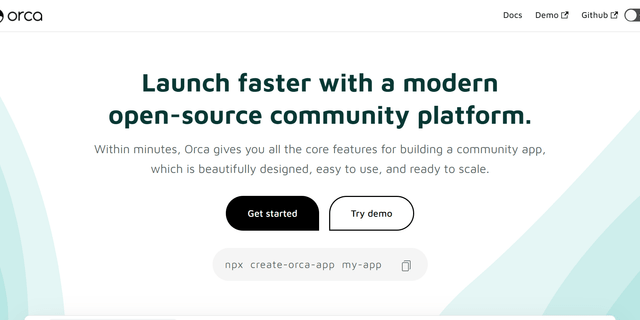 orca Docs Demo Github
Launch faster with a modern
open-source community platform.
Within minutes, Orca gives you all the core features for building a community app,
which is beautifully designed, easy to use, and ready to scale.
Get started Try demo
npx create-orca-app my-app